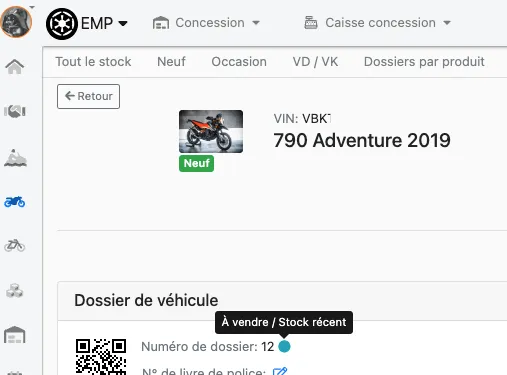 EMP Concession Caisse concession
Tout le stock Neuf Occasion VD / VK Dossiers par produit
Retour
VIN: VBK
790 Adventure 2019
Neuf
Dossier de véhicule
À vendre / Stock récent
Numéro de dossier: 12
N° de livre de police: